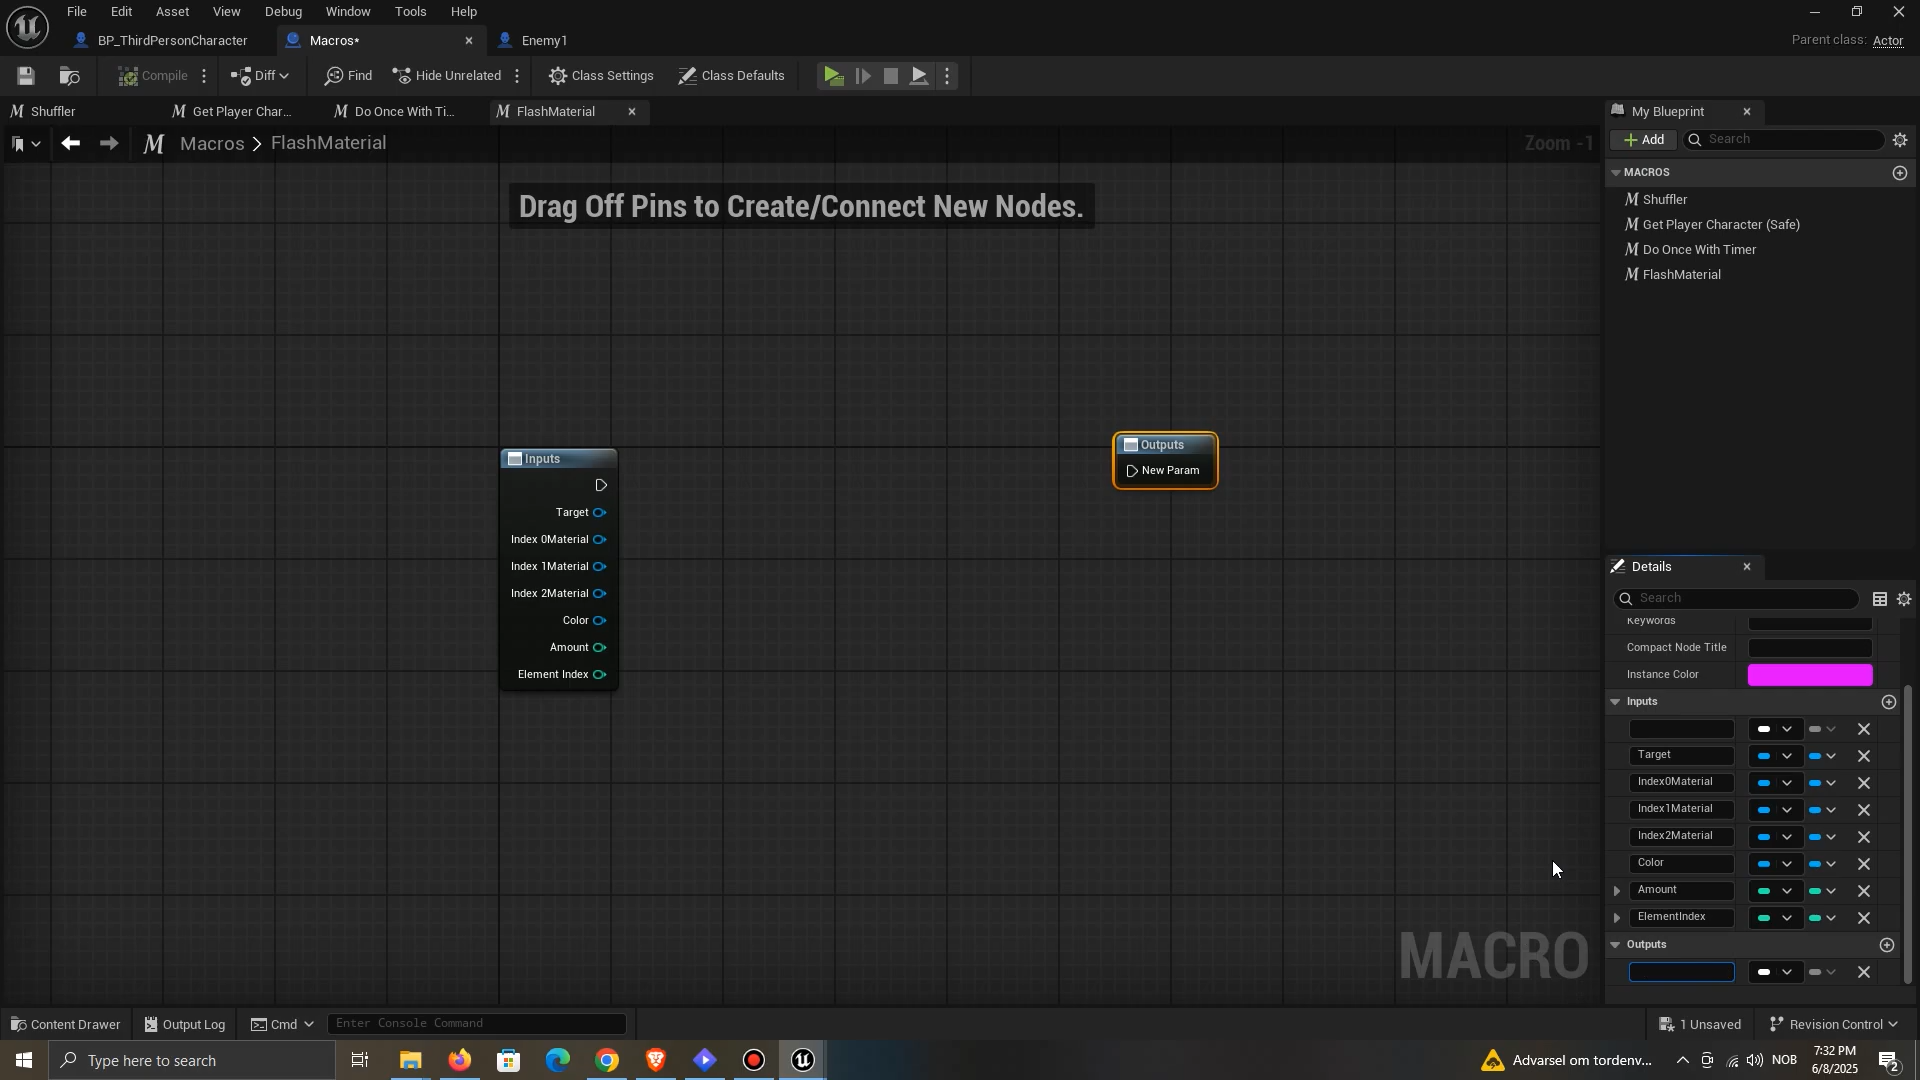 File Edit Asset View Debug Window Tools Help
BP_ThirdPersonCharacter Macros* Enemy1 Parent class: Actor
Compile Diff Find Hide Unrelated Class Settings Class Defaults
Shuffler Get Player Char... Do Once With Ti... FlashMaterial
Macros > FlashMaterial Zoom -1
Drag Off Pins to Create/Connect New Nodes.
Inputs
Target
Index 0Material
Index 1Material
Index 2Material
Color
Amount
Element Index
Outputs
New Param
MACRO
My Blueprint
Add Search
MACROS
Shuffler
Get Player Character (Safe)
Do Once With Timer
FlashMaterial
Details
Search
Keywords
Compact Node Title
Instance Color
Inputs
Target
Index0Material
Index1Material
Index2Material
Color
Amount
ElementIndex
Outputs
Content Drawer Output Log Cmd Enter Console Command 1 Unsaved Revision Control
Type here to search Advarsel om tordenv... NOB 7:32 PM
6/8/2025 2